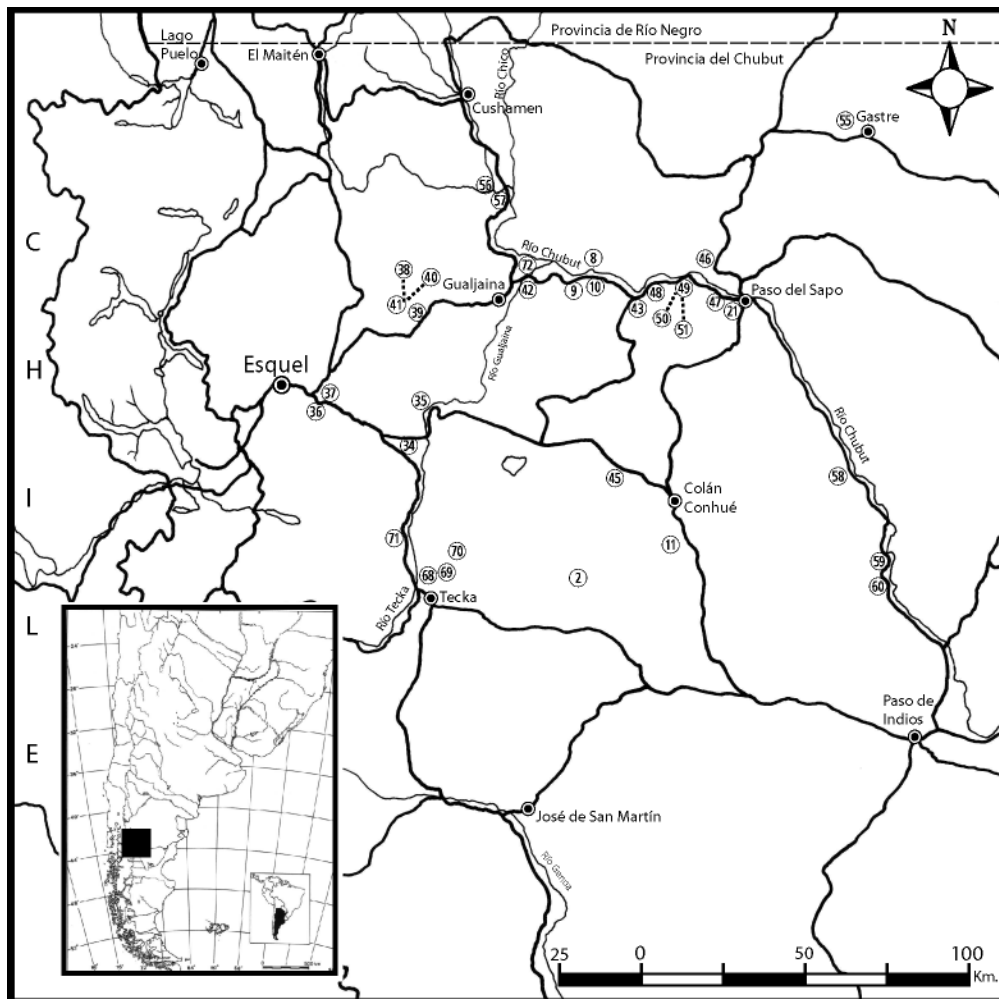 Provincia de Río Negro
Lago
Puelo
El Maitén
N
Provincia del Chubut
Río Chico
Cushamen
55
Gastre
56
57
C
Río Chubut
8
46
72
38
40
Gualjaina
42
9
10
48
49
Paso del Sapo
41
39
43
47
21
50
51
Río Gualjaina
H
Esquel
37
36
35
34
Río Chubut
58
45
Colán
Conhué
I
71
70
11
68
69
2
59
60
Río Tecka
Tecka
L
Paso de
Indios
E
José de San Martín
Río Genoa
25
0
50
100
Km.